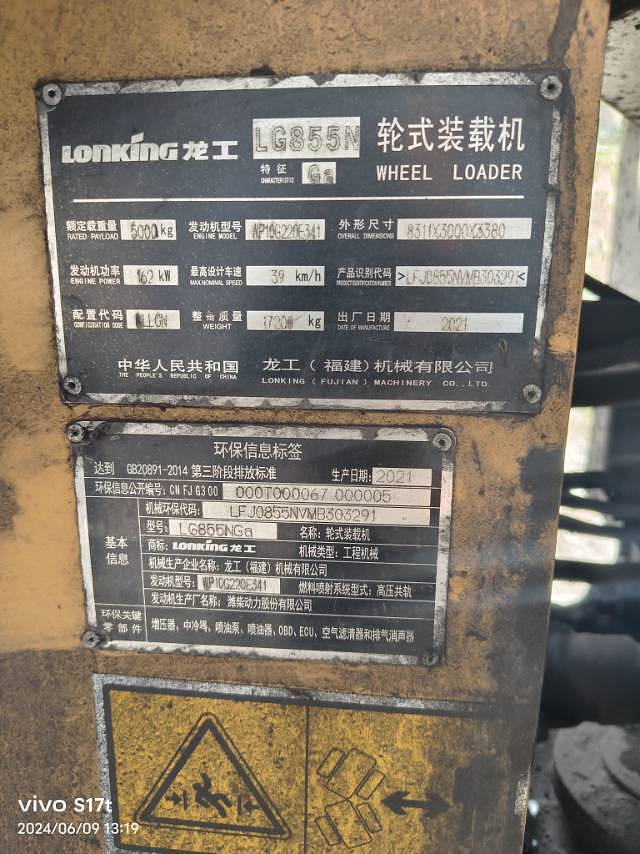 LONKING 龙工 LG855N 轮式装载机
特征 CHARACTERISTIC Ga WHEEL LOADER
额定载重量 RATED PAYLOAD 5000 kg 发动机型号 ENGINE MODEL WP10G220E341 外形尺寸 OVERALL DIMENSIONS 8311X3000X3380
发动机功率 ENGINE POWER 162 kW 最高设计车速 MAX.NOMINAL SPEED 39 km/h 产品识别代码 PRODUCT IDENTIFICATION NUMBER >LFJ0855NVMB303291<
配置代码 CONFIGURATION CODE 整备质量 WEIGHT 17200 kg 出厂日期 DATE OF MANUFACTURE 2021
中华人民共和国 龙工（福建）机械有限公司
THE PEOPLE'S REPUBLIC OF CHINA LONKING (FUJIAN) MACHINERY CO., LTD.
环保信息标签
达到 GB20891-2014 第三阶段排放标准 生产日期: 2021
环保信息公开编号: CN FJ G3 00 000T000067 000005
基本信息
机械环保代码: LFJ0855NVMB303291
型号: LG855NGa 名称: 轮式装载机
商标: LONKING 龙工 机械类型: 工程机械
机械生产企业名称: 龙工（福建）机械有限公司
发动机型号: WP10G220E341 燃料喷射系统型式: 高压共轨
发动机生产厂名称: 潍柴动力股份有限公司
环保关键零部件 增压器、中冷器、喷油泵、喷油器、OBD、ECU、空气滤清器和排气消声器
vivo S17t
2024/06/09 13:19